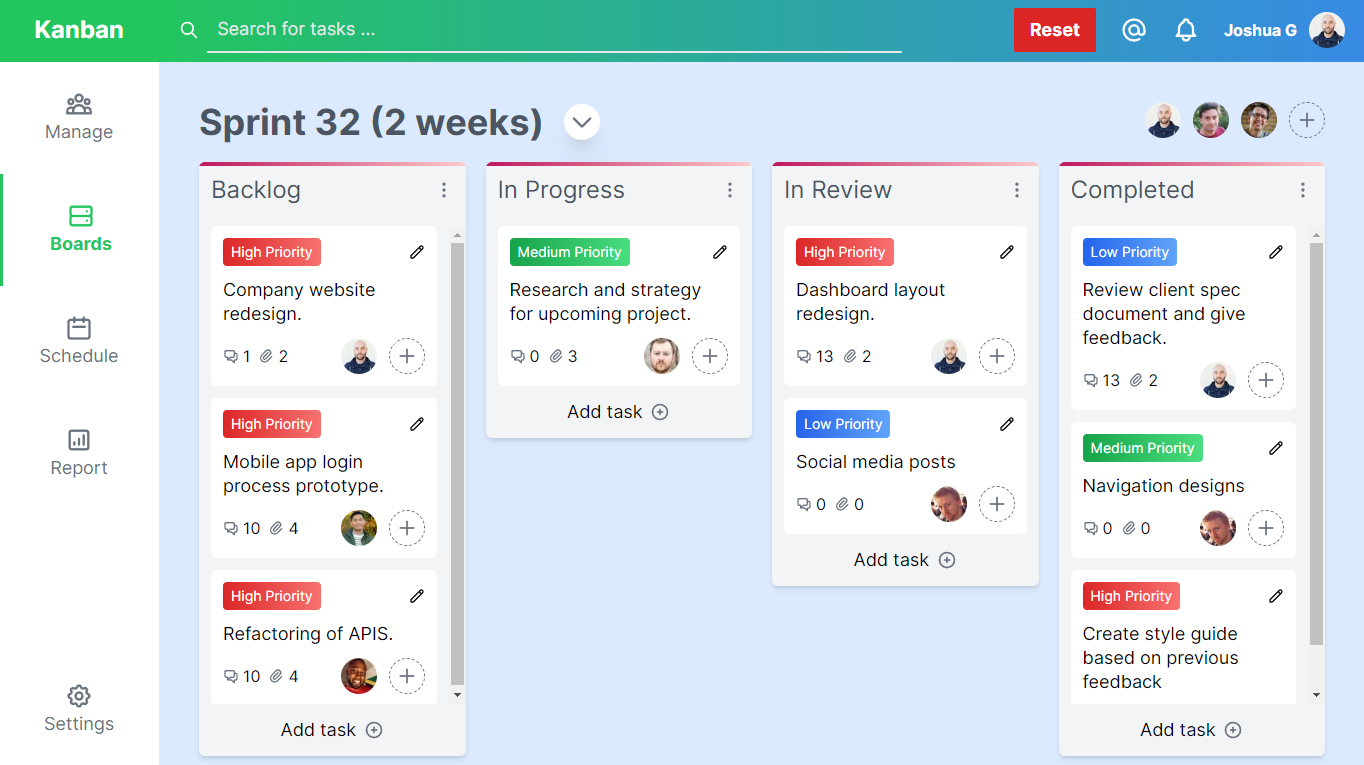 Kanban
Search for tasks ...
Reset
Joshua G
Manage
Boards
Schedule
Report
Settings
Sprint 32 (2 weeks)
Backlog
High Priority
Company website
redesign.
1 2
High Priority
Mobile app login
process prototype.
10 4
High Priority
Refactoring of APIS.
10 4
Add task
In Progress
Medium Priority
Research and strategy
for upcoming project.
0 3
Add task
In Review
High Priority
Dashboard layout
redesign.
13 2
Low Priority
Social media posts
0 0
Add task
Completed
Low Priority
Review client spec
document and give
feedback.
13 2
Medium Priority
Navigation designs
0 0
High Priority
Create style guide
based on previous
feedback
Add task